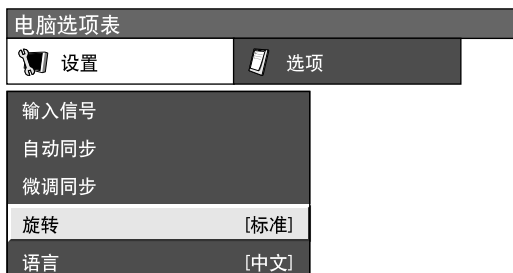 电脑选项表
设置 选项
输入信号
自动同步
微调同步
旋转 [标准]
语言 [中文]